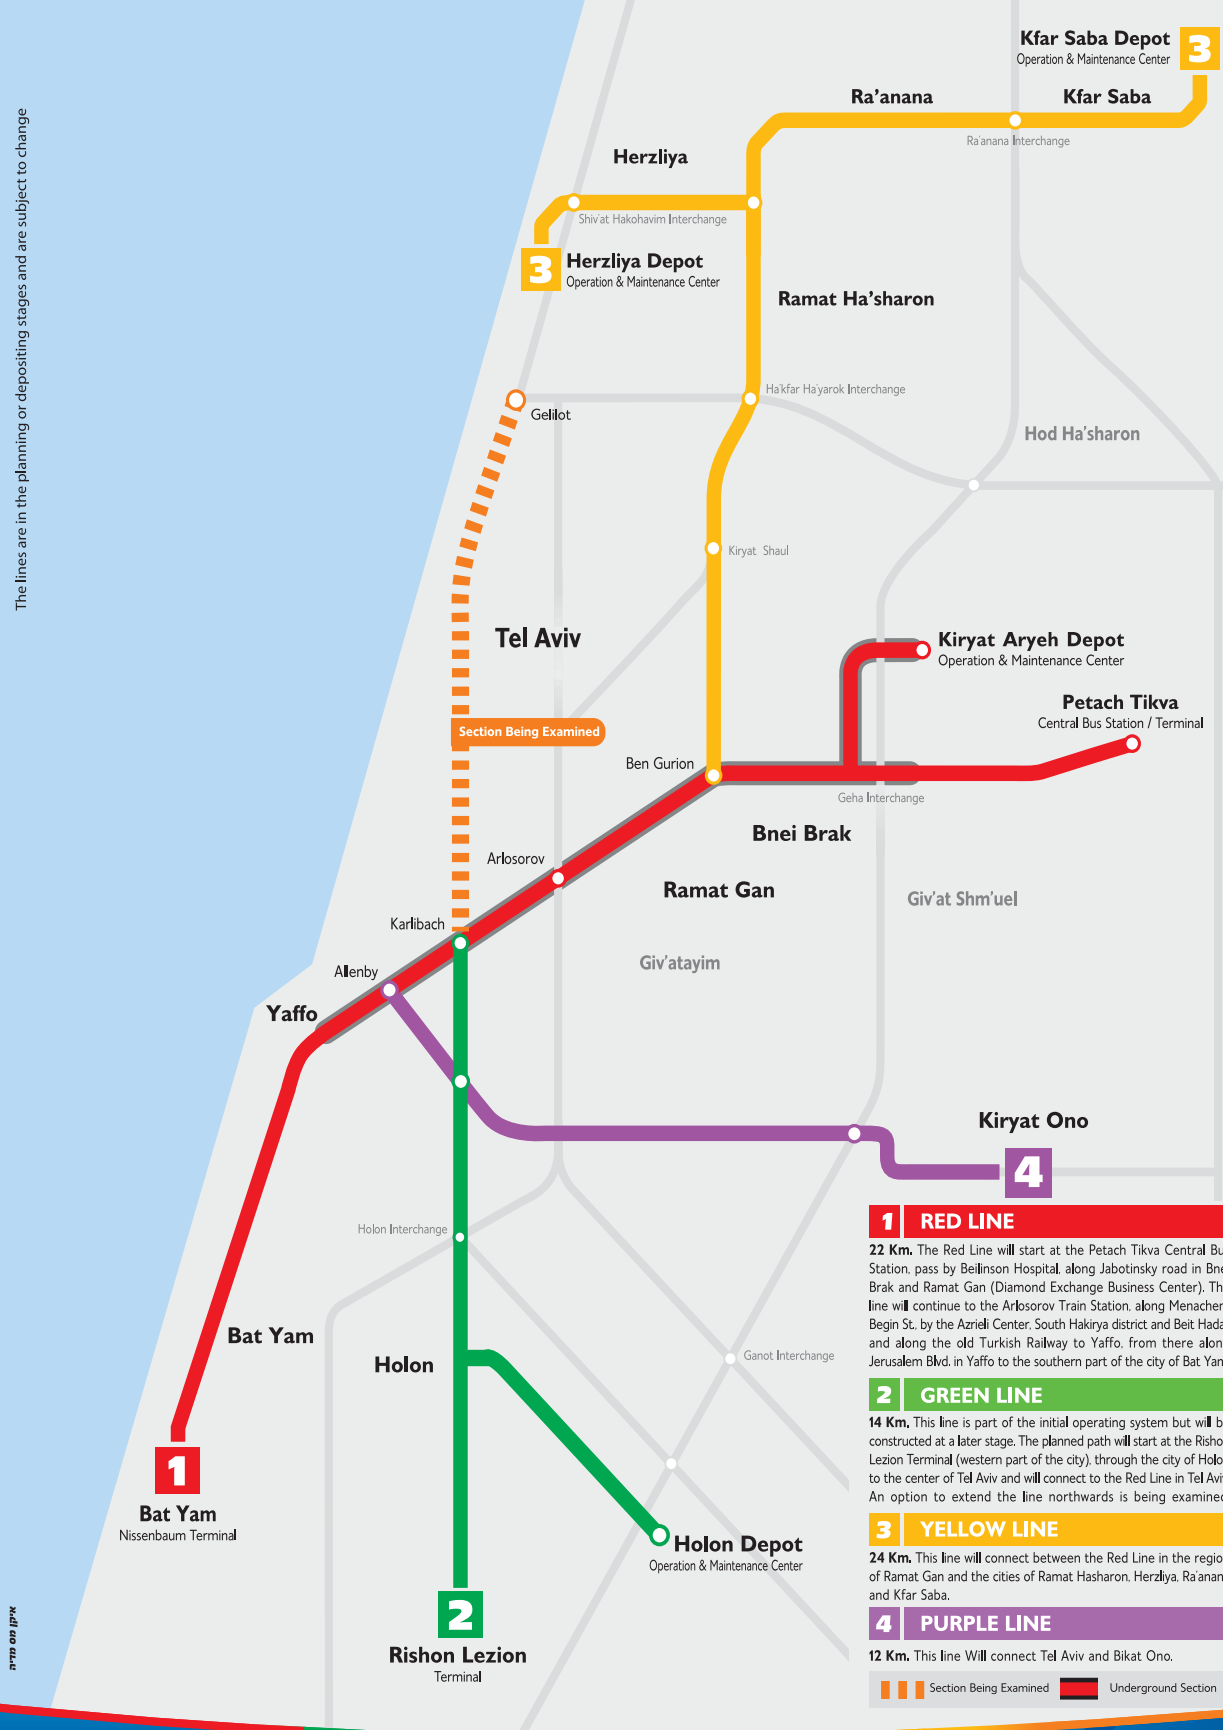 Kfar Saba Depot
Operation & Maintenance Center
3
Ra'anana
Kfar Saba
Ra'anana Interchange
Herzliya
Shiv'at Hakohavim Interchange
3
Herzliya Depot
Operation & Maintenance Center
Ramat Ha'sharon
Ha'kfar Ha'yarok Interchange
Gelilot
Hod Ha'sharon
Kiryat Shaul
Tel Aviv
Kiryat Aryeh Depot
Operation & Maintenance Center
Petach Tikva
Central Bus Station / Terminal
Section Being Examined
Ben Gurion
Geha Interchange
Bnei Brak
Arlosorov
Ramat Gan
Giv'at Shm'uel
Karlibach
Giv'atayim
Allenby
Yaffo
Kiryat Ono
4
Holon Interchange
Bat Yam
Holon
Ganot Interchange
1
Bat Yam
Nissenbaum Terminal
Holon Depot
Operation & Maintenance Center
2
Rishon Lezion
Terminal
The lines are in the planning or depositing stages and are subject to change
איקן מס מדיה
1 RED LINE
22 Km. The Red Line will start at the Petach Tikva Central Bu
Station, pass by Beilinson Hospital, along Jabotinsky road in Bne
Brak and Ramat Gan (Diamond Exchange Business Center). Th
line will continue to the Arlosorov Train Station, along Menachem
Begin St., by the Azrieli Center, South Hakirya district and Beit Hada
and along the old Turkish Railway to Yaffo, from there alon
Jerusalem Blvd. in Yaffo to the southern part of the city of Bat Yam
2 GREEN LINE
14 Km. This line is part of the initial operating system but will b
constructed at a later stage. The planned path will start at the Risho
Lezion Terminal (western part of the city), through the city of Holo
to the center of Tel Aviv and will connect to the Red Line in Tel Aviv
An option to extend the line northwards is being examined
3 YELLOW LINE
24 Km. This line will connect between the Red Line in the regio
of Ramat Gan and the cities of Ramat Hasharon, Herzliya, Ra'anan
and Kfar Saba.
4 PURPLE LINE
12 Km. This line Will connect Tel Aviv and Bikat Ono.
Section Being Examined
Underground Section